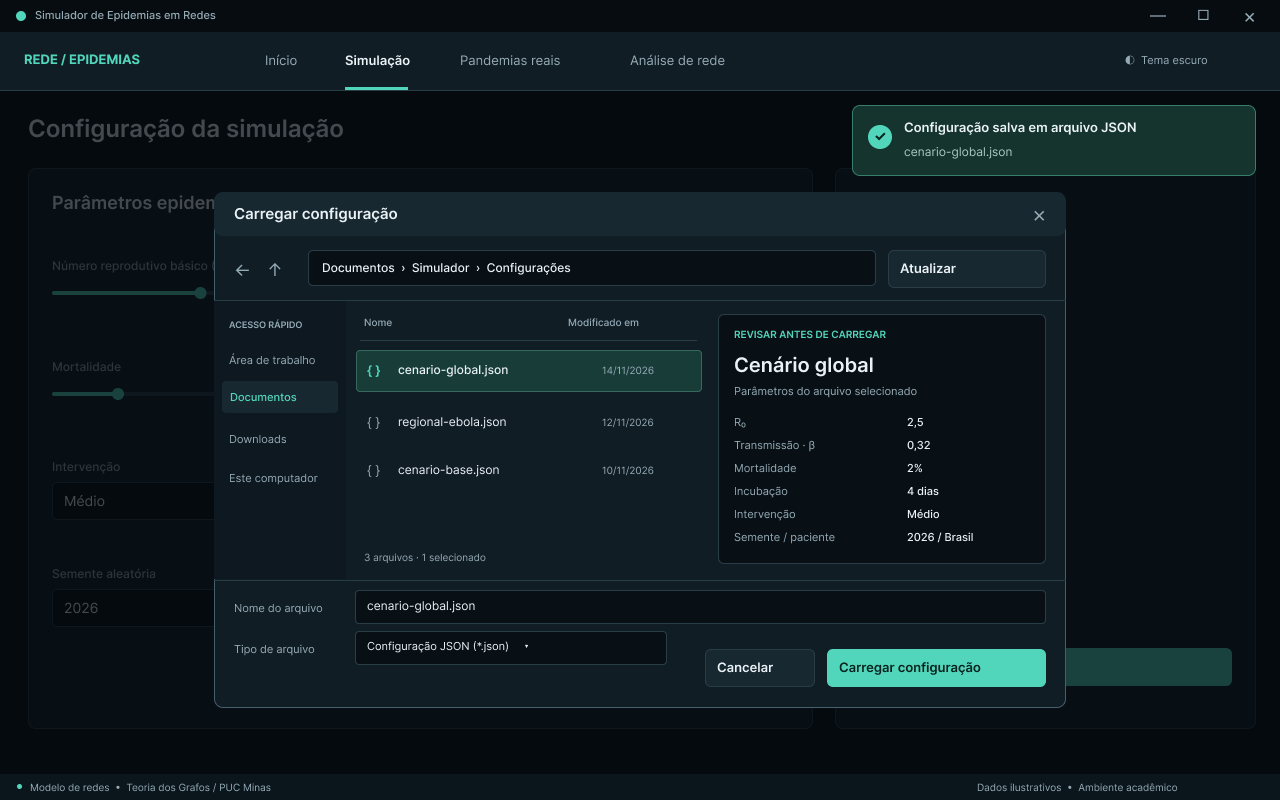 Simulador de Epidemias em Redes
REDE / EPIDEMIAS
Início
Simulação
Pandemias reais
Análise de rede
Tema escuro
Configuração da simulação
Configuração salva em arquivo JSON
cenario-global.json
Parâmetros epiden
Número reprodutivo básico (
Mortalidade
Intervenção
Médio
Semente aleatória
2026
Carregar configuração
Documentos › Simulador › Configurações
Atualizar
ACESSO RÁPIDO
Área de trabalho
Documentos
Downloads
Este computador
Nome Modificado em
{ } cenario-global.json 14/11/2026
{ } regional-ebola.json 12/11/2026
{ } cenario-base.json 10/11/2026
3 arquivos · 1 selecionado
REVISAR ANTES DE CARREGAR
Cenário global
Parâmetros do arquivo selecionado
R₀ 2,5
Transmissão · β 0,32
Mortalidade 2%
Incubação 4 dias
Intervenção Médio
Semente / paciente 2026 / Brasil
Nome do arquivo cenario-global.json
Tipo de arquivo Configuração JSON (*.json)
Cancelar
Carregar configuração
Modelo de redes • Teoria dos Grafos / PUC Minas
Dados ilustrativos • Ambiente acadêmico